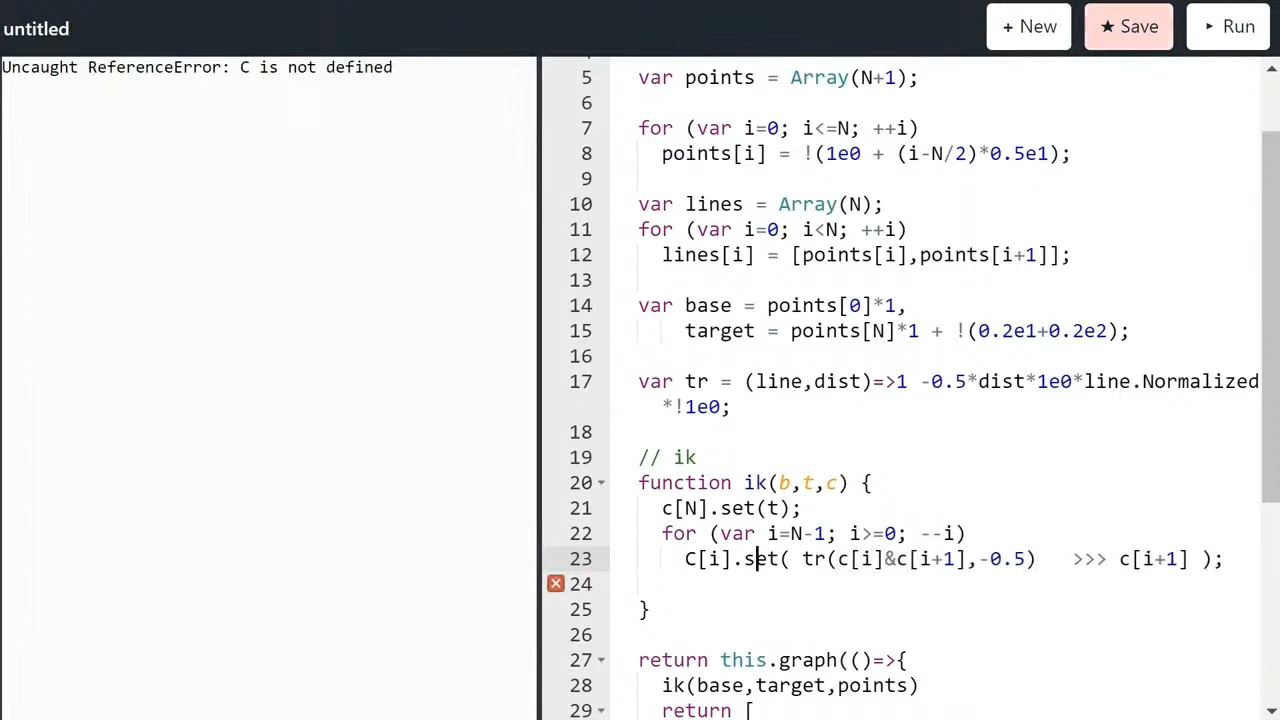 untitled
+ New
★ Save
‣ Run
Uncaught ReferenceError: C is not defined
5 var points = Array(N+1);
6
7 for (var i=0; i<=N; ++i)
8 points[i] = !(1e0 + (i-N/2)*0.5e1);
9
10 var lines = Array(N);
11 for (var i=0; i<N; ++i)
12 lines[i] = [points[i],points[i+1]];
13
14 var base = points[0]*1,
15 target = points[N]*1 + !(0.2e1+0.2e2);
16
17 var tr = (line,dist)=>1 -0.5*dist*1e0*line.Normalized
*!1e0;
18
19 // ik
20 function ik(b,t,c) {
21 c[N].set(t);
22 for (var i=N-1; i>=0; --i)
23 C[i].set( tr(c[i]&c[i+1],-0.5) >>> c[i+1] );
24
25 }
26
27 return this.graph(()=>{
28 ik(base,target,points)
29 return [